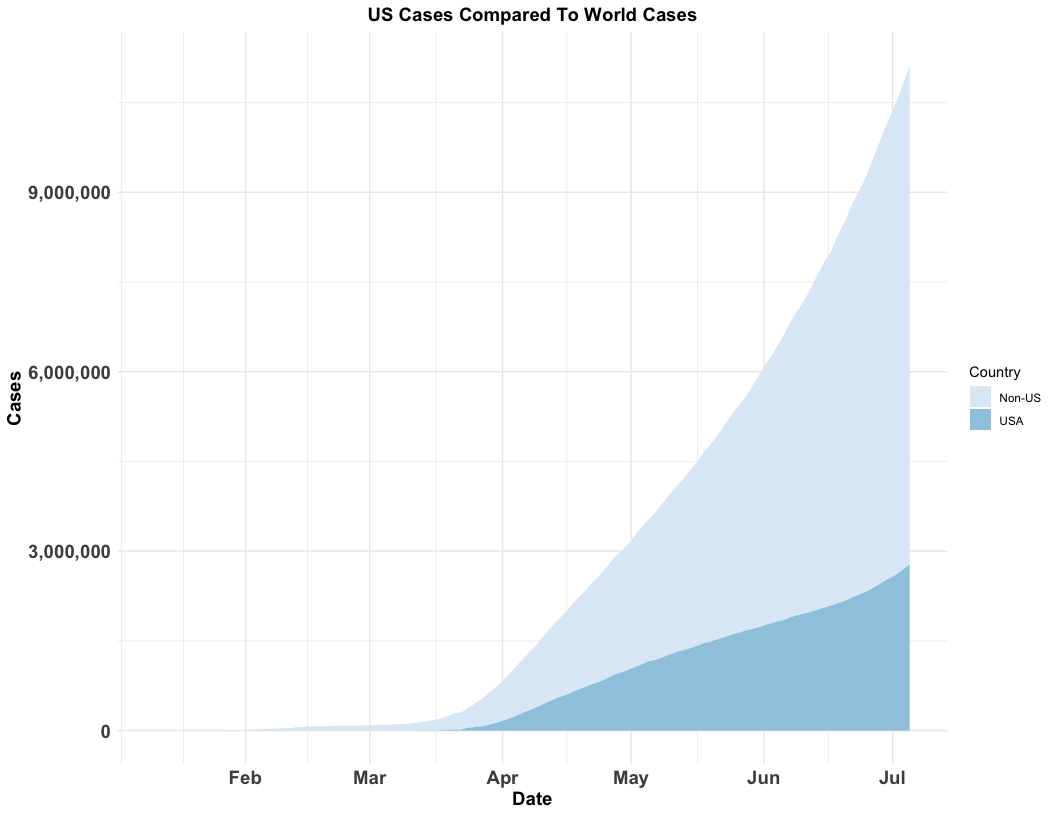 US Cases Compared To World Cases
Cases
9,000,000
6,000,000
3,000,000
0
Feb Mar Apr May Jun Jul
Date
Country
Non-US
USA